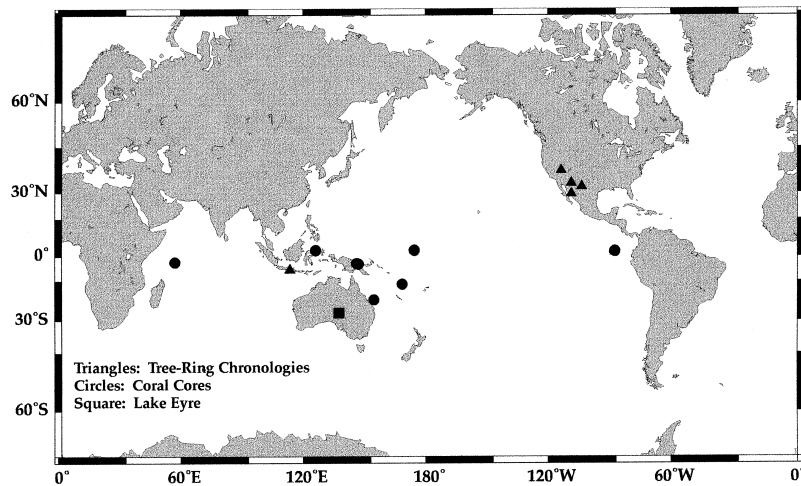 60°N
30°N
0°
30°S
60°S
Triangles: Tree-Ring Chronologies
Circles: Coral Cores
Square: Lake Eyre
0° 60°E 120°E 180° 120°W 60°W 0°